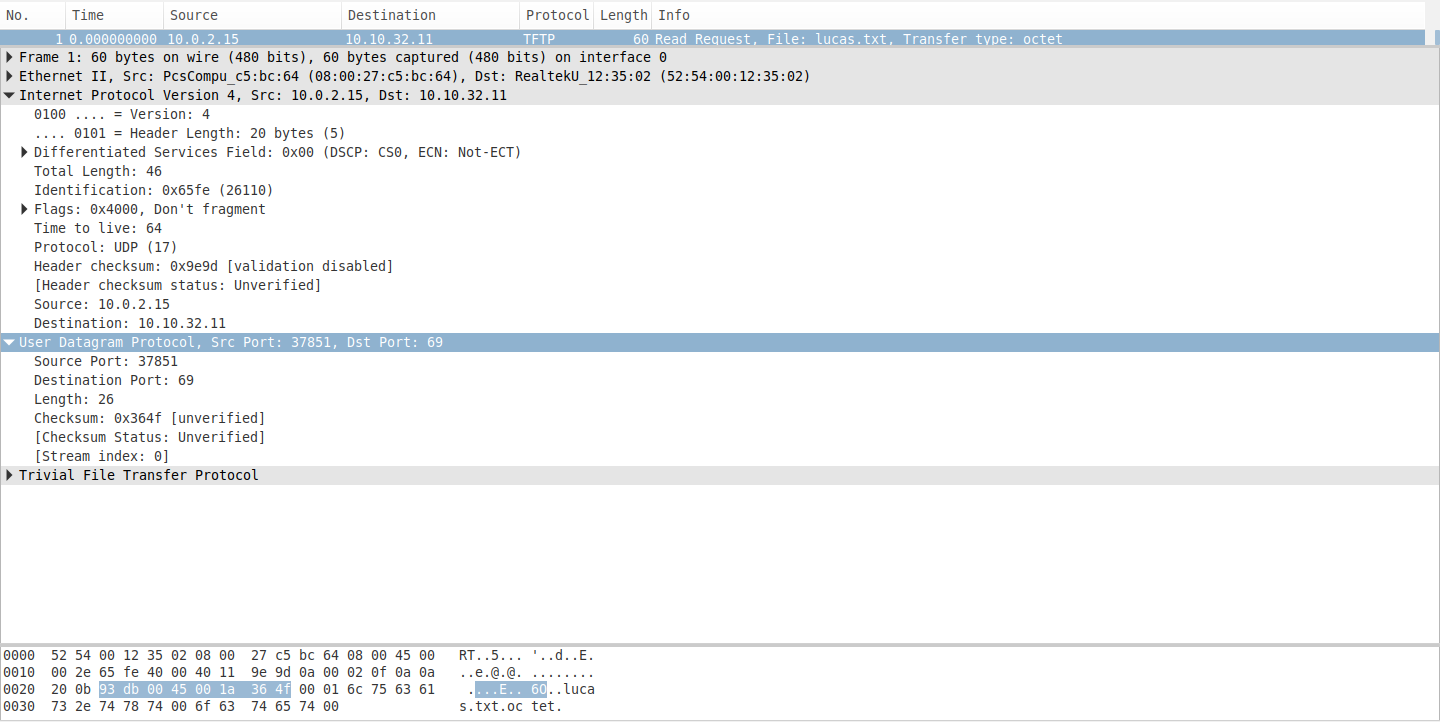 No. Time Source Destination Protocol Length Info
1 0.000000000 10.0.2.15 10.10.32.11 TFTP 60 Read Request, File: lucas.txt, Transfer type: octet
Frame 1: 60 bytes on wire (480 bits), 60 bytes captured (480 bits) on interface 0
Ethernet II, Src: PcsCompu_c5:bc:64 (08:00:27:c5:bc:64), Dst: RealtekU_12:35:02 (52:54:00:12:35:02)
Internet Protocol Version 4, Src: 10.0.2.15, Dst: 10.10.32.11
0100 .... = Version: 4
.... 0101 = Header Length: 20 bytes (5)
Differentiated Services Field: 0x00 (DSCP: CS0, ECN: Not-ECT)
Total Length: 46
Identification: 0x65fe (26110)
Flags: 0x4000, Don't fragment
Time to live: 64
Protocol: UDP (17)
Header checksum: 0x9e9d [validation disabled]
[Header checksum status: Unverified]
Source: 10.0.2.15
Destination: 10.10.32.11
User Datagram Protocol, Src Port: 37851, Dst Port: 69
Source Port: 37851
Destination Port: 69
Length: 26
Checksum: 0x364f [unverified]
[Checksum Status: Unverified]
[Stream index: 0]
Trivial File Transfer Protocol
0000 52 54 00 12 35 02 08 00 27 c5 bc 64 08 00 45 00 RT..5... '..d..E.
0010 00 2e 65 fe 40 00 40 11 9e 9d 0a 00 02 0f 0a 0a ..e.@.@. ........
0020 20 0b 93 db 00 45 00 1a 36 4f 00 01 6c 75 63 61 ....E.. 6O..luca
0030 73 2e 74 78 74 00 6f 63 74 65 74 00 s.txt.oc tet.